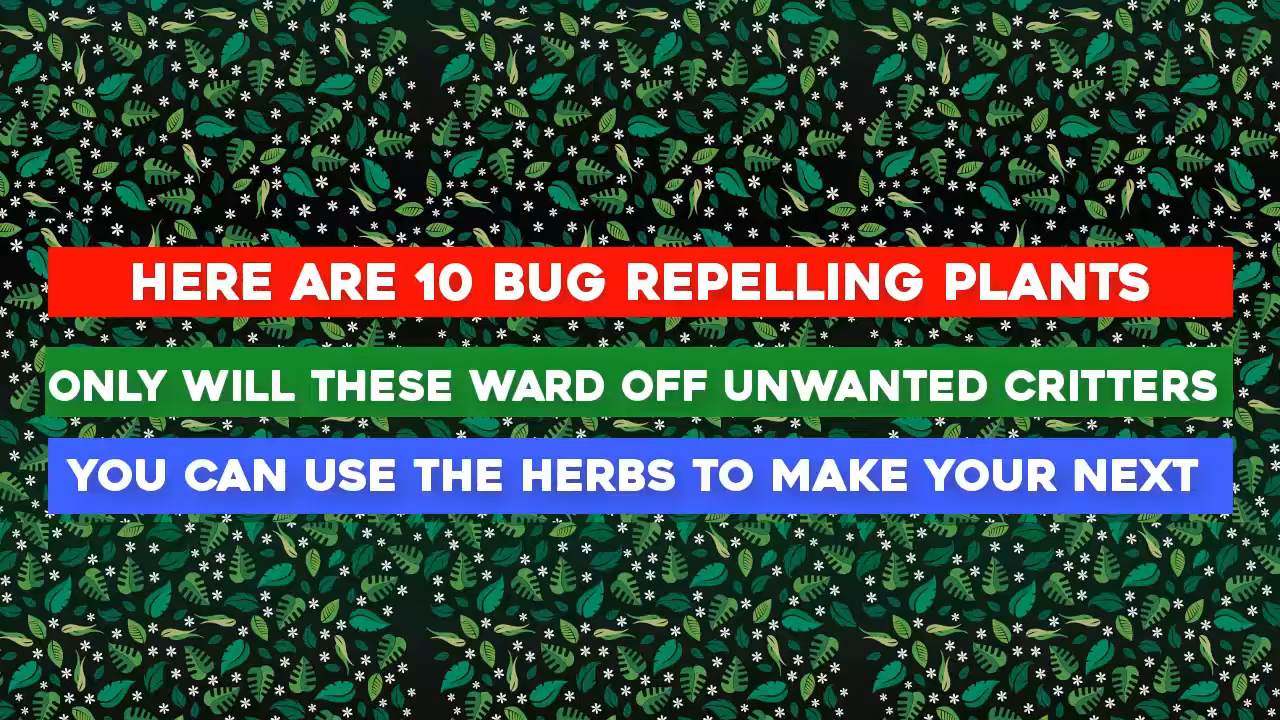 HERE ARE 10 BUG REPELLING PLANTS
ONLY WILL THESE WARD OFF UNWANTED CRITTERS
YOU CAN USE THE HERBS TO MAKE YOUR NEXT